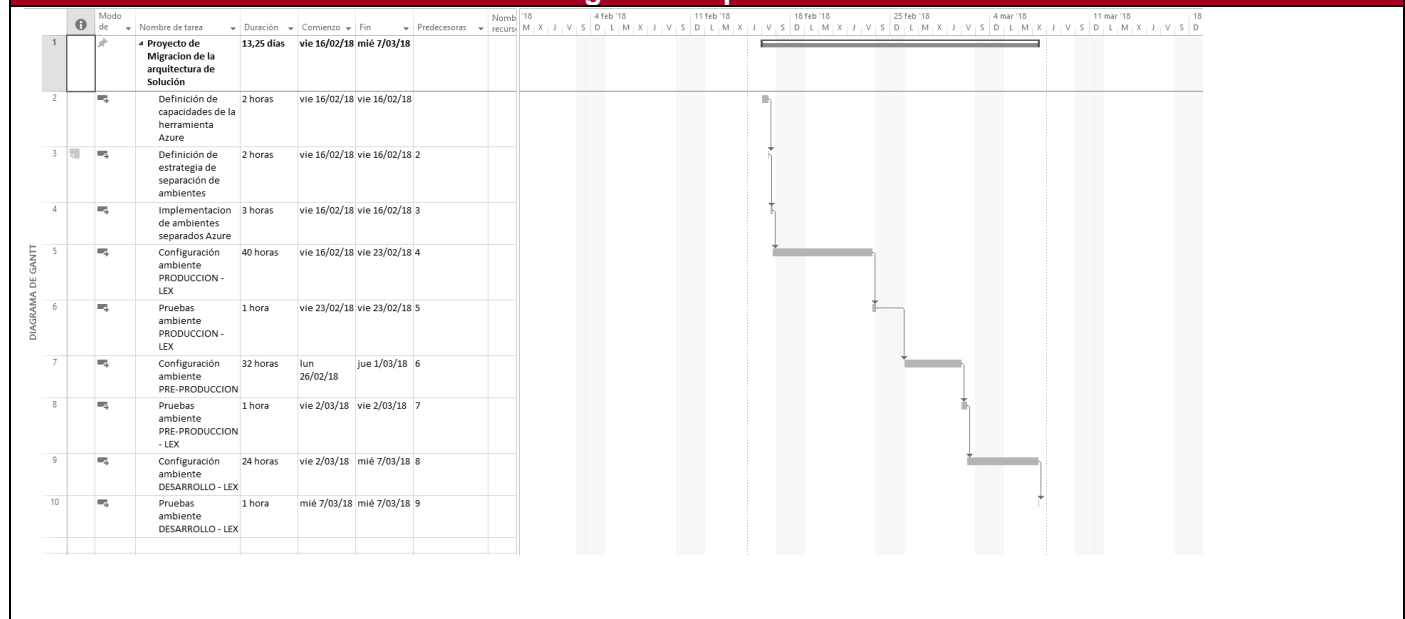 Modo de
Nombre de tarea
Duración
Comienzo
Fin
Predecesoras
Nomb
recurs
'18
4 feb '18
11 feb '18
18 feb '18
25 feb '18
4 mar '18
11 mar '18
18
M X J V S D L M X J V S D L M X J V S D L M X J V S D L M X J V S D L M X J V S D L M X J V S D
1 Proyecto de 13,25 días vie 16/02/18 mié 7/03/18
Migracion de la
arquitectura de
Solución
2 Definición de 2 horas vie 16/02/18 vie 16/02/18
capacidades de la
herramienta
Azure
3 Definición de 2 horas vie 16/02/18 vie 16/02/18 2
estrategia de
separación de
ambientes
4 Implementacion 3 horas vie 16/02/18 vie 16/02/18 3
de ambientes
separados Azure
5 Configuración 40 horas vie 16/02/18 vie 23/02/18 4
ambiente
PRODUCCION -
LEX
6 Pruebas 1 hora vie 23/02/18 vie 23/02/18 5
ambiente
PRODUCCION -
LEX
7 Configuración 32 horas lun jue 1/03/18 6
ambiente 26/02/18
PRE-PRODUCCION
8 Pruebas 1 hora vie 2/03/18 vie 2/03/18 7
ambiente
PRE-PRODUCCION
- LEX
9 Configuración 24 horas vie 2/03/18 mié 7/03/18 8
ambiente
DESARROLLO - LEX
10 Pruebas 1 hora mié 7/03/18 mié 7/03/18 9
ambiente
DESARROLLO - LEX
DIAGRAMA DE GANTT